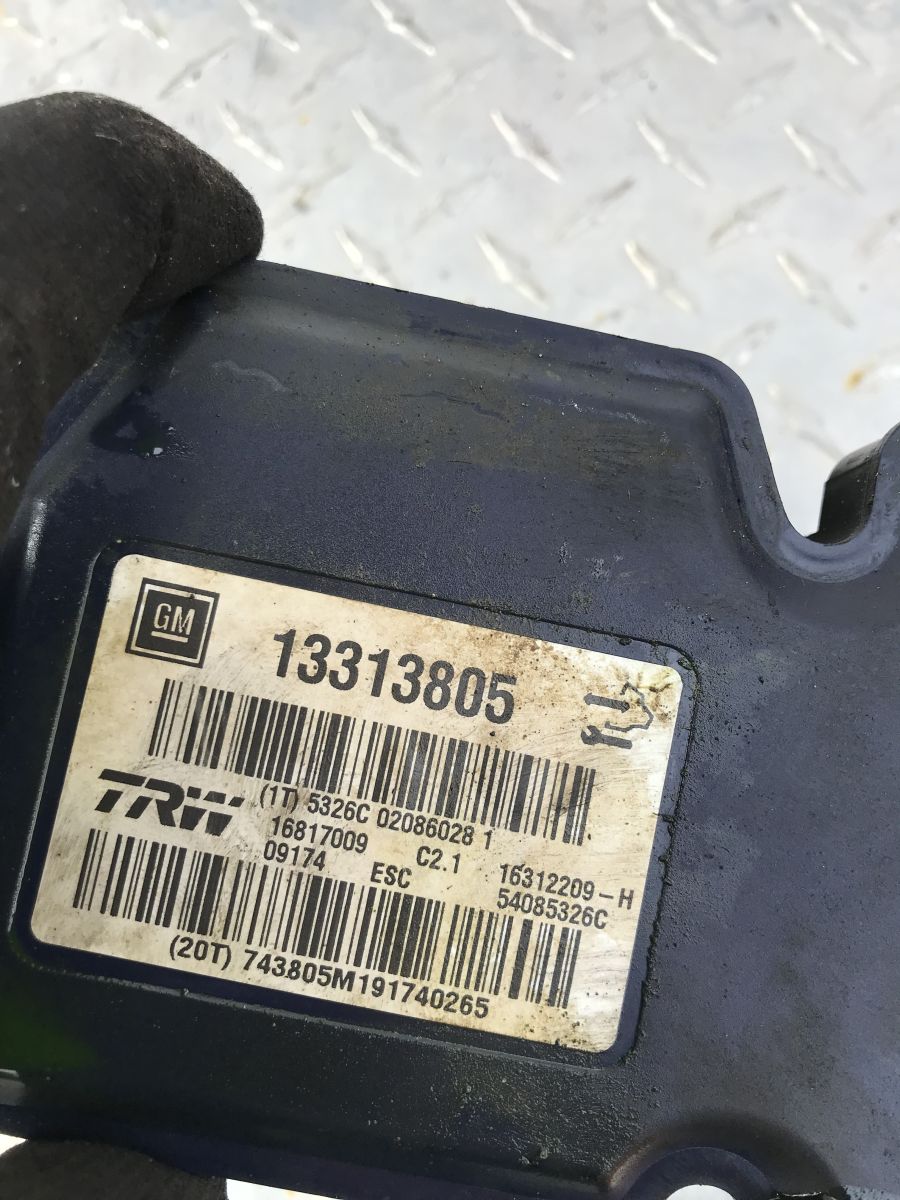 GM
13313805
TRW
(1T) 5326C 02086028 1
16817009 C2.1 16312209-H
09174 ESC 54085326C
(20T) 743805M191740265